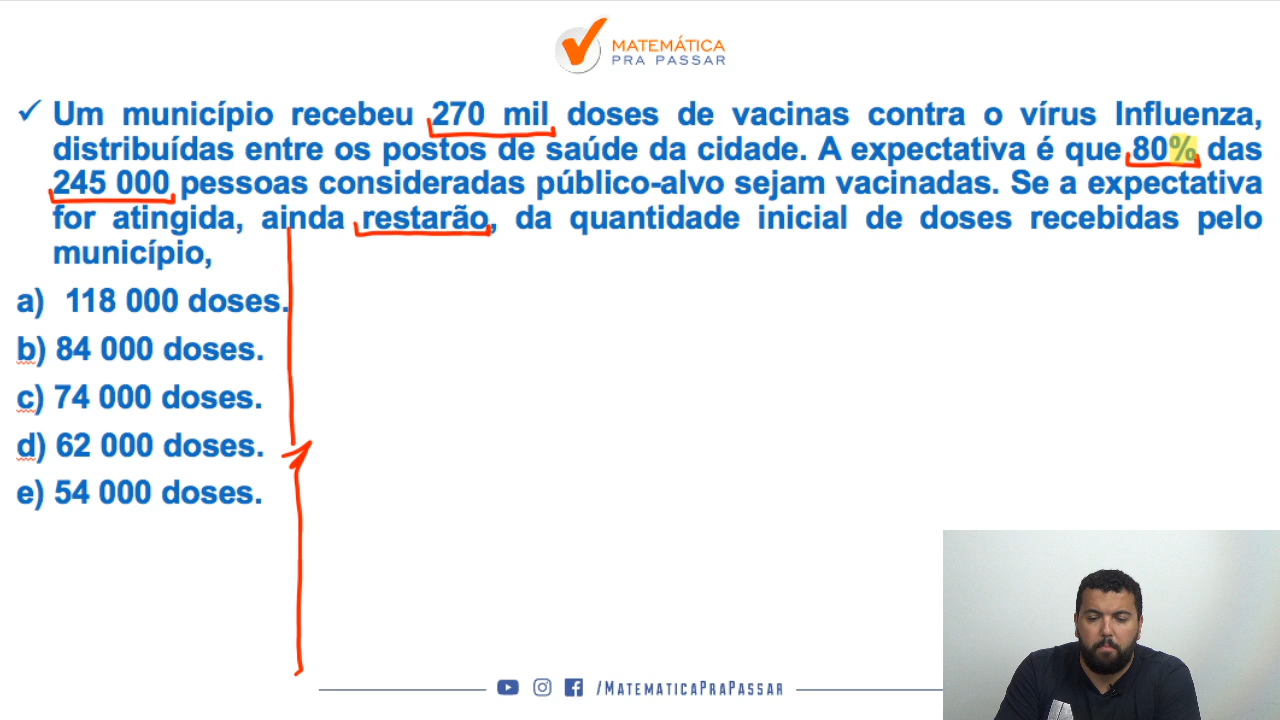 MATEMÁTICA
PRA PASSAR
Um município recebeu 270 mil doses de vacinas contra o vírus Influenza,
distribuídas entre os postos de saúde da cidade. A expectativa é que 80% das
245 000 pessoas consideradas público-alvo sejam vacinadas. Se a expectativa
for atingida, ainda restarão, da quantidade inicial de doses recebidas pelo
município,
a) 118 000 doses.
b) 84 000 doses.
c) 74 000 doses.
d) 62 000 doses.
e) 54 000 doses.
/MATEMATICAPRAPASSAR